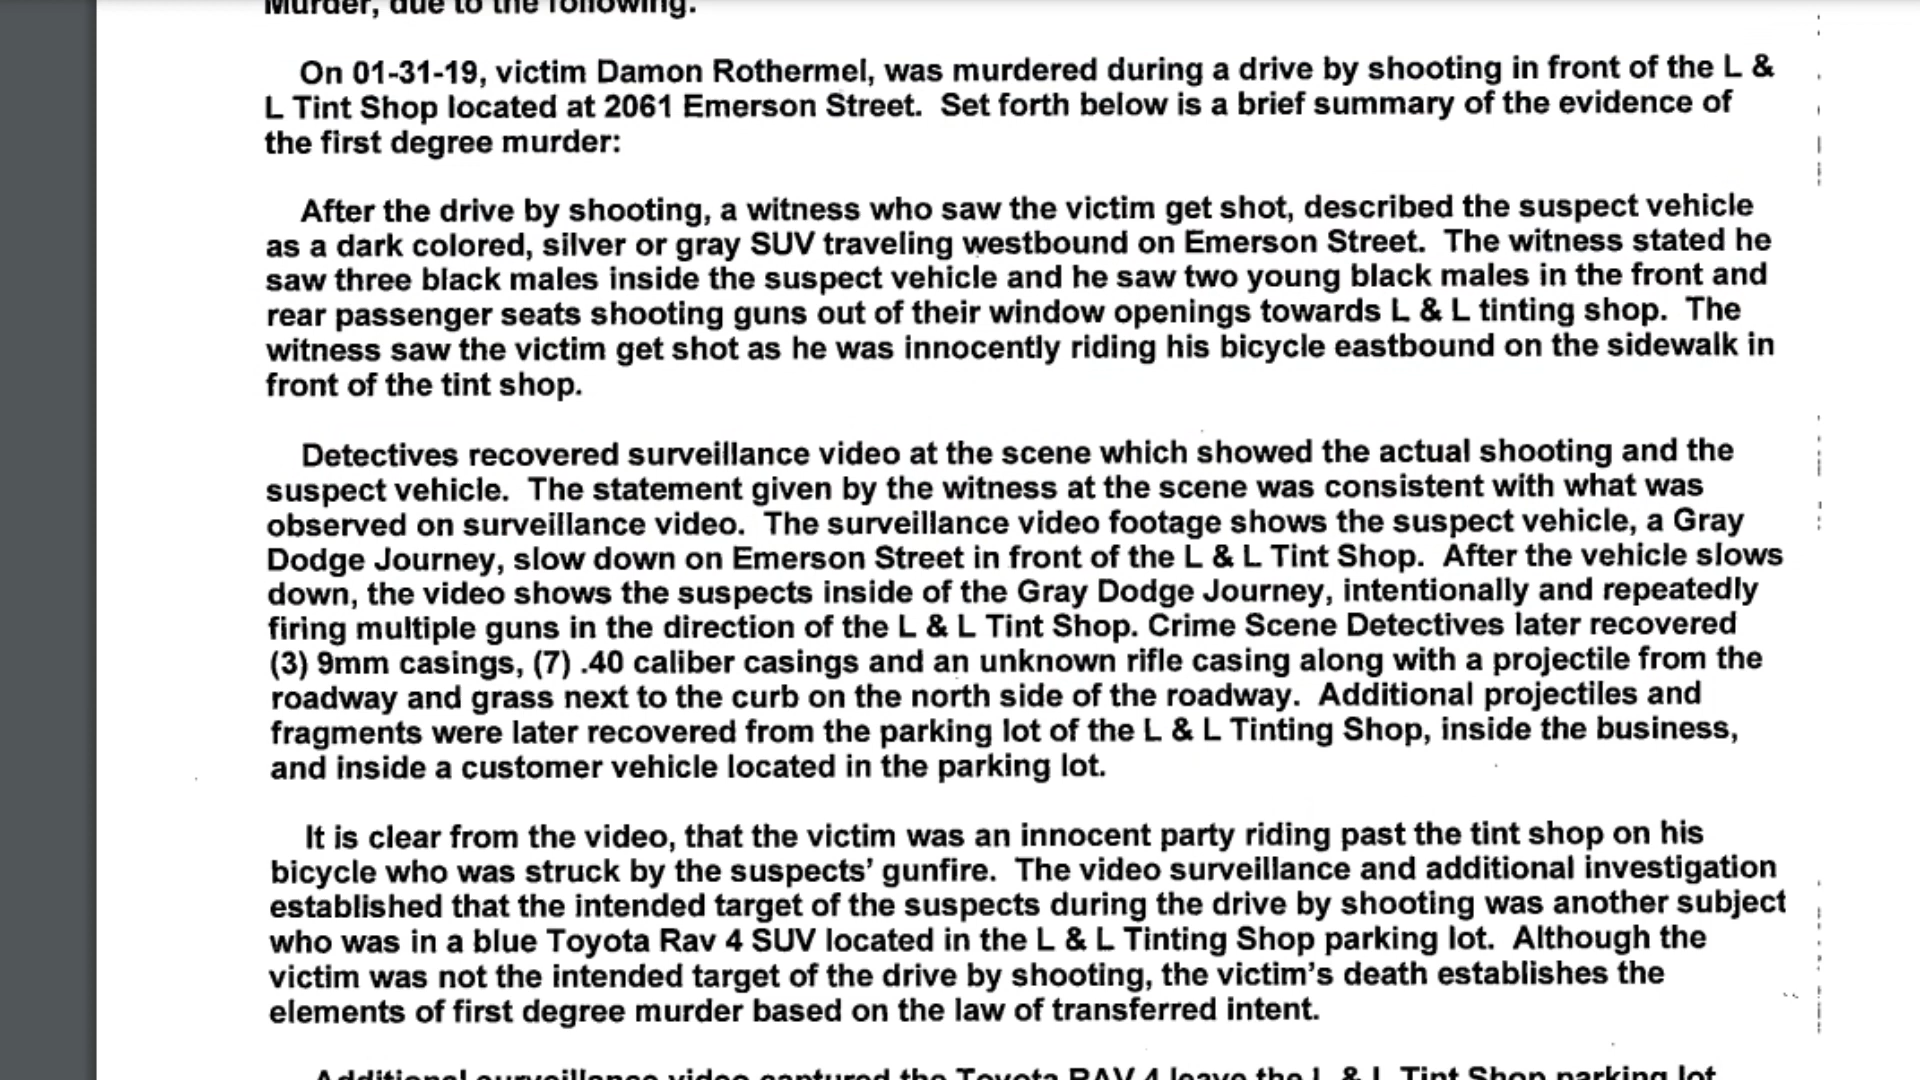 Murder, due to the following:
On 01-31-19, victim Damon Rothermel, was murdered during a drive by shooting in front of the L &
L Tint Shop located at 2061 Emerson Street.  Set forth below is a brief summary of the evidence of
the first degree murder:
After the drive by shooting, a witness who saw the victim get shot, described the suspect vehicle
as a dark colored, silver or gray SUV traveling westbound on Emerson Street.  The witness stated he
saw three black males inside the suspect vehicle and he saw two young black males in the front and
rear passenger seats shooting guns out of their window openings towards L & L tinting shop.  The
witness saw the victim get shot as he was innocently riding his bicycle eastbound on the sidewalk in
front of the tint shop.
Detectives recovered surveillance video at the scene which showed the actual shooting and the
suspect vehicle.  The statement given by the witness at the scene was consistent with what was
observed on surveillance video.  The surveillance video footage shows the suspect vehicle, a Gray
Dodge Journey, slow down on Emerson Street in front of the L & L Tint Shop.  After the vehicle slows
down, the video shows the suspects inside of the Gray Dodge Journey, intentionally and repeatedly
firing multiple guns in the direction of the L & L Tint Shop. Crime Scene Detectives later recovered
(3) 9mm casings, (7) .40 caliber casings and an unknown rifle casing along with a projectile from the
roadway and grass next to the curb on the north side of the roadway.  Additional projectiles and
fragments were later recovered from the parking lot of the L & L Tinting Shop, inside the business,
and inside a customer vehicle located in the parking lot.
It is clear from the video, that the victim was an innocent party riding past the tint shop on his
bicycle who was struck by the suspects' gunfire.  The video surveillance and additional investigation
established that the intended target of the suspects during the drive by shooting was another subject
who was in a blue Toyota Rav 4 SUV located in the L & L Tinting Shop parking lot.  Although the
victim was not the intended target of the drive by shooting, the victim's death establishes the
elements of first degree murder based on the law of transferred intent.
Additional surveillance video captured the Toyota RAV 4 leave the L & L Tint Shop parking lot